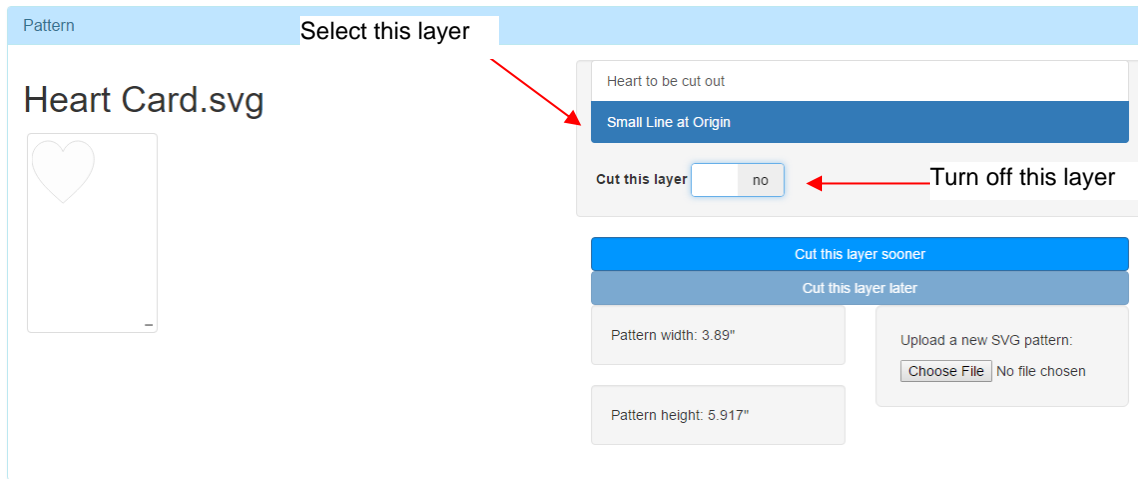 Pattern
Select this layer
Heart Card.svg
Heart to be cut out
Small Line at Origin
Cut this layer no
Turn off this layer
Cut this layer sooner
Cut this layer later
Pattern width: 3.89"
Upload a new SVG pattern:
Choose File No file chosen
Pattern height: 5.917"